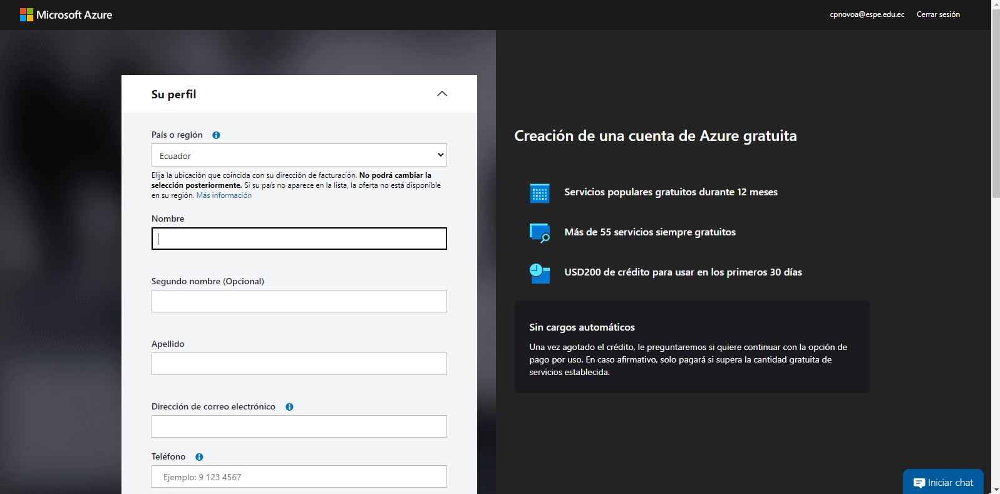 Microsoft Azure
cpnovoa@espe.edu.ec Cerrar sesión
Su perfil
País o región
Ecuador
Elija la ubicación que coincida con su dirección de facturación. No podrá cambiar la
selección posteriormente. Si su país no aparece en la lista, la oferta no está disponible
en su región. Más información
Nombre
Segundo nombre (Opcional)
Apellido
Dirección de correo electrónico
Teléfono
Ejemplo: 9 123 4567
Creación de una cuenta de Azure gratuita
Servicios populares gratuitos durante 12 meses
Más de 55 servicios siempre gratuitos
USD200 de crédito para usar en los primeros 30 días
Sin cargos automáticos
Una vez agotado el crédito, le preguntaremos si quiere continuar con la opción de
pago por uso. En caso afirmativo, solo pagará si supera la cantidad gratuita de
servicios establecida.
Iniciar chat